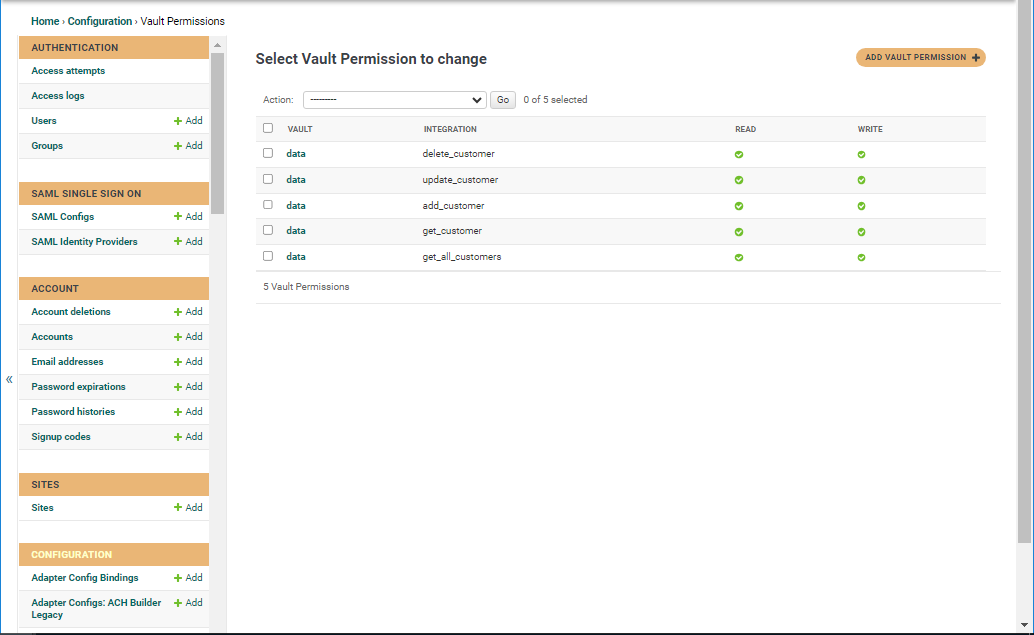 Home › Configuration › Vault Permissions
AUTHENTICATION
Access attempts
Access logs
Users + Add
Groups + Add
SAML SINGLE SIGN ON
SAML Configs + Add
SAML Identity Providers + Add
ACCOUNT
Account deletions + Add
Accounts + Add
Email addresses + Add
Password expirations + Add
Password histories + Add
Signup codes + Add
SITES
Sites + Add
CONFIGURATION
Adapter Config Bindings + Add
Adapter Configs: ACH Builder + Add
Legacy
«
Select Vault Permission to change
ADD VAULT PERMISSION +
Action: --------- Go 0 of 5 selected
VAULT INTEGRATION READ WRITE
data delete_customer
data update_customer
data add_customer
data get_customer
data get_all_customers
5 Vault Permissions